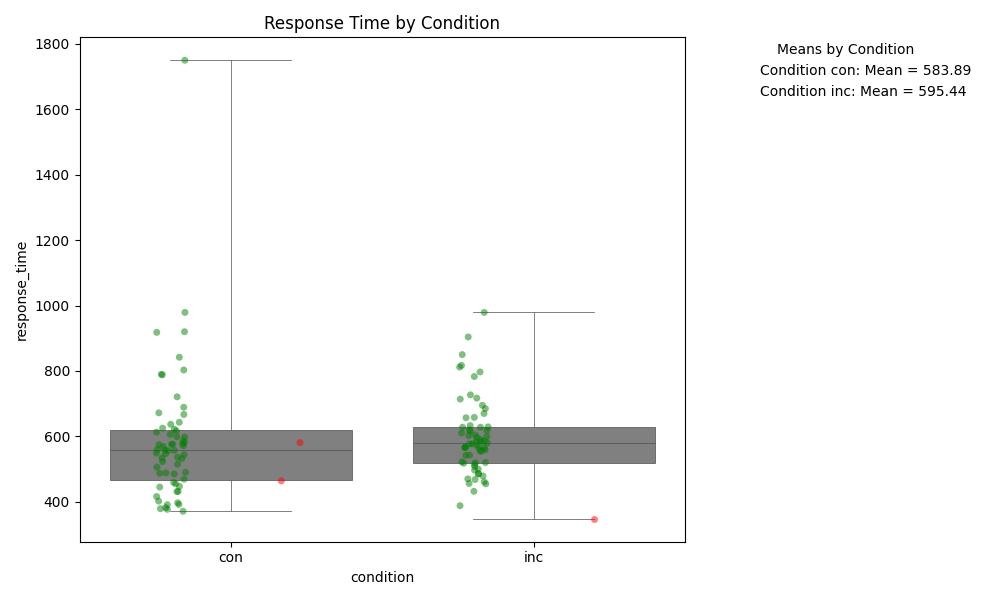 Response Time by Condition
Means by Condition
Condition con: Mean = 583.89
Condition inc: Mean = 595.44
1800
1600
1400
1200
1000
800
600
400
response_time
con
inc
condition